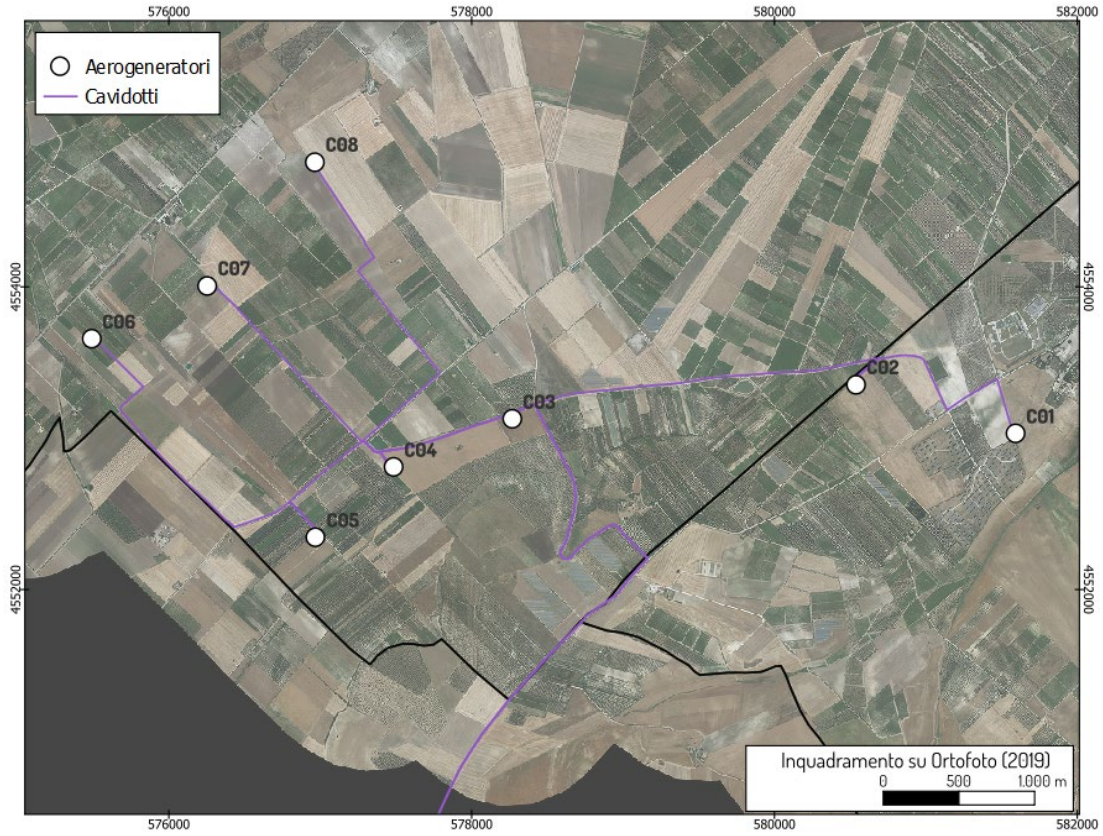 576000
578000
580000
582000
Aerogeneratori
Cavidotti
C08
C07
C06
C03
C02
C01
C04
C05
4554000
4554000
4552000
4552000
Inquadramento su Ortofoto (2019)
0 500 1.000 m
576000
578000
580000
582000